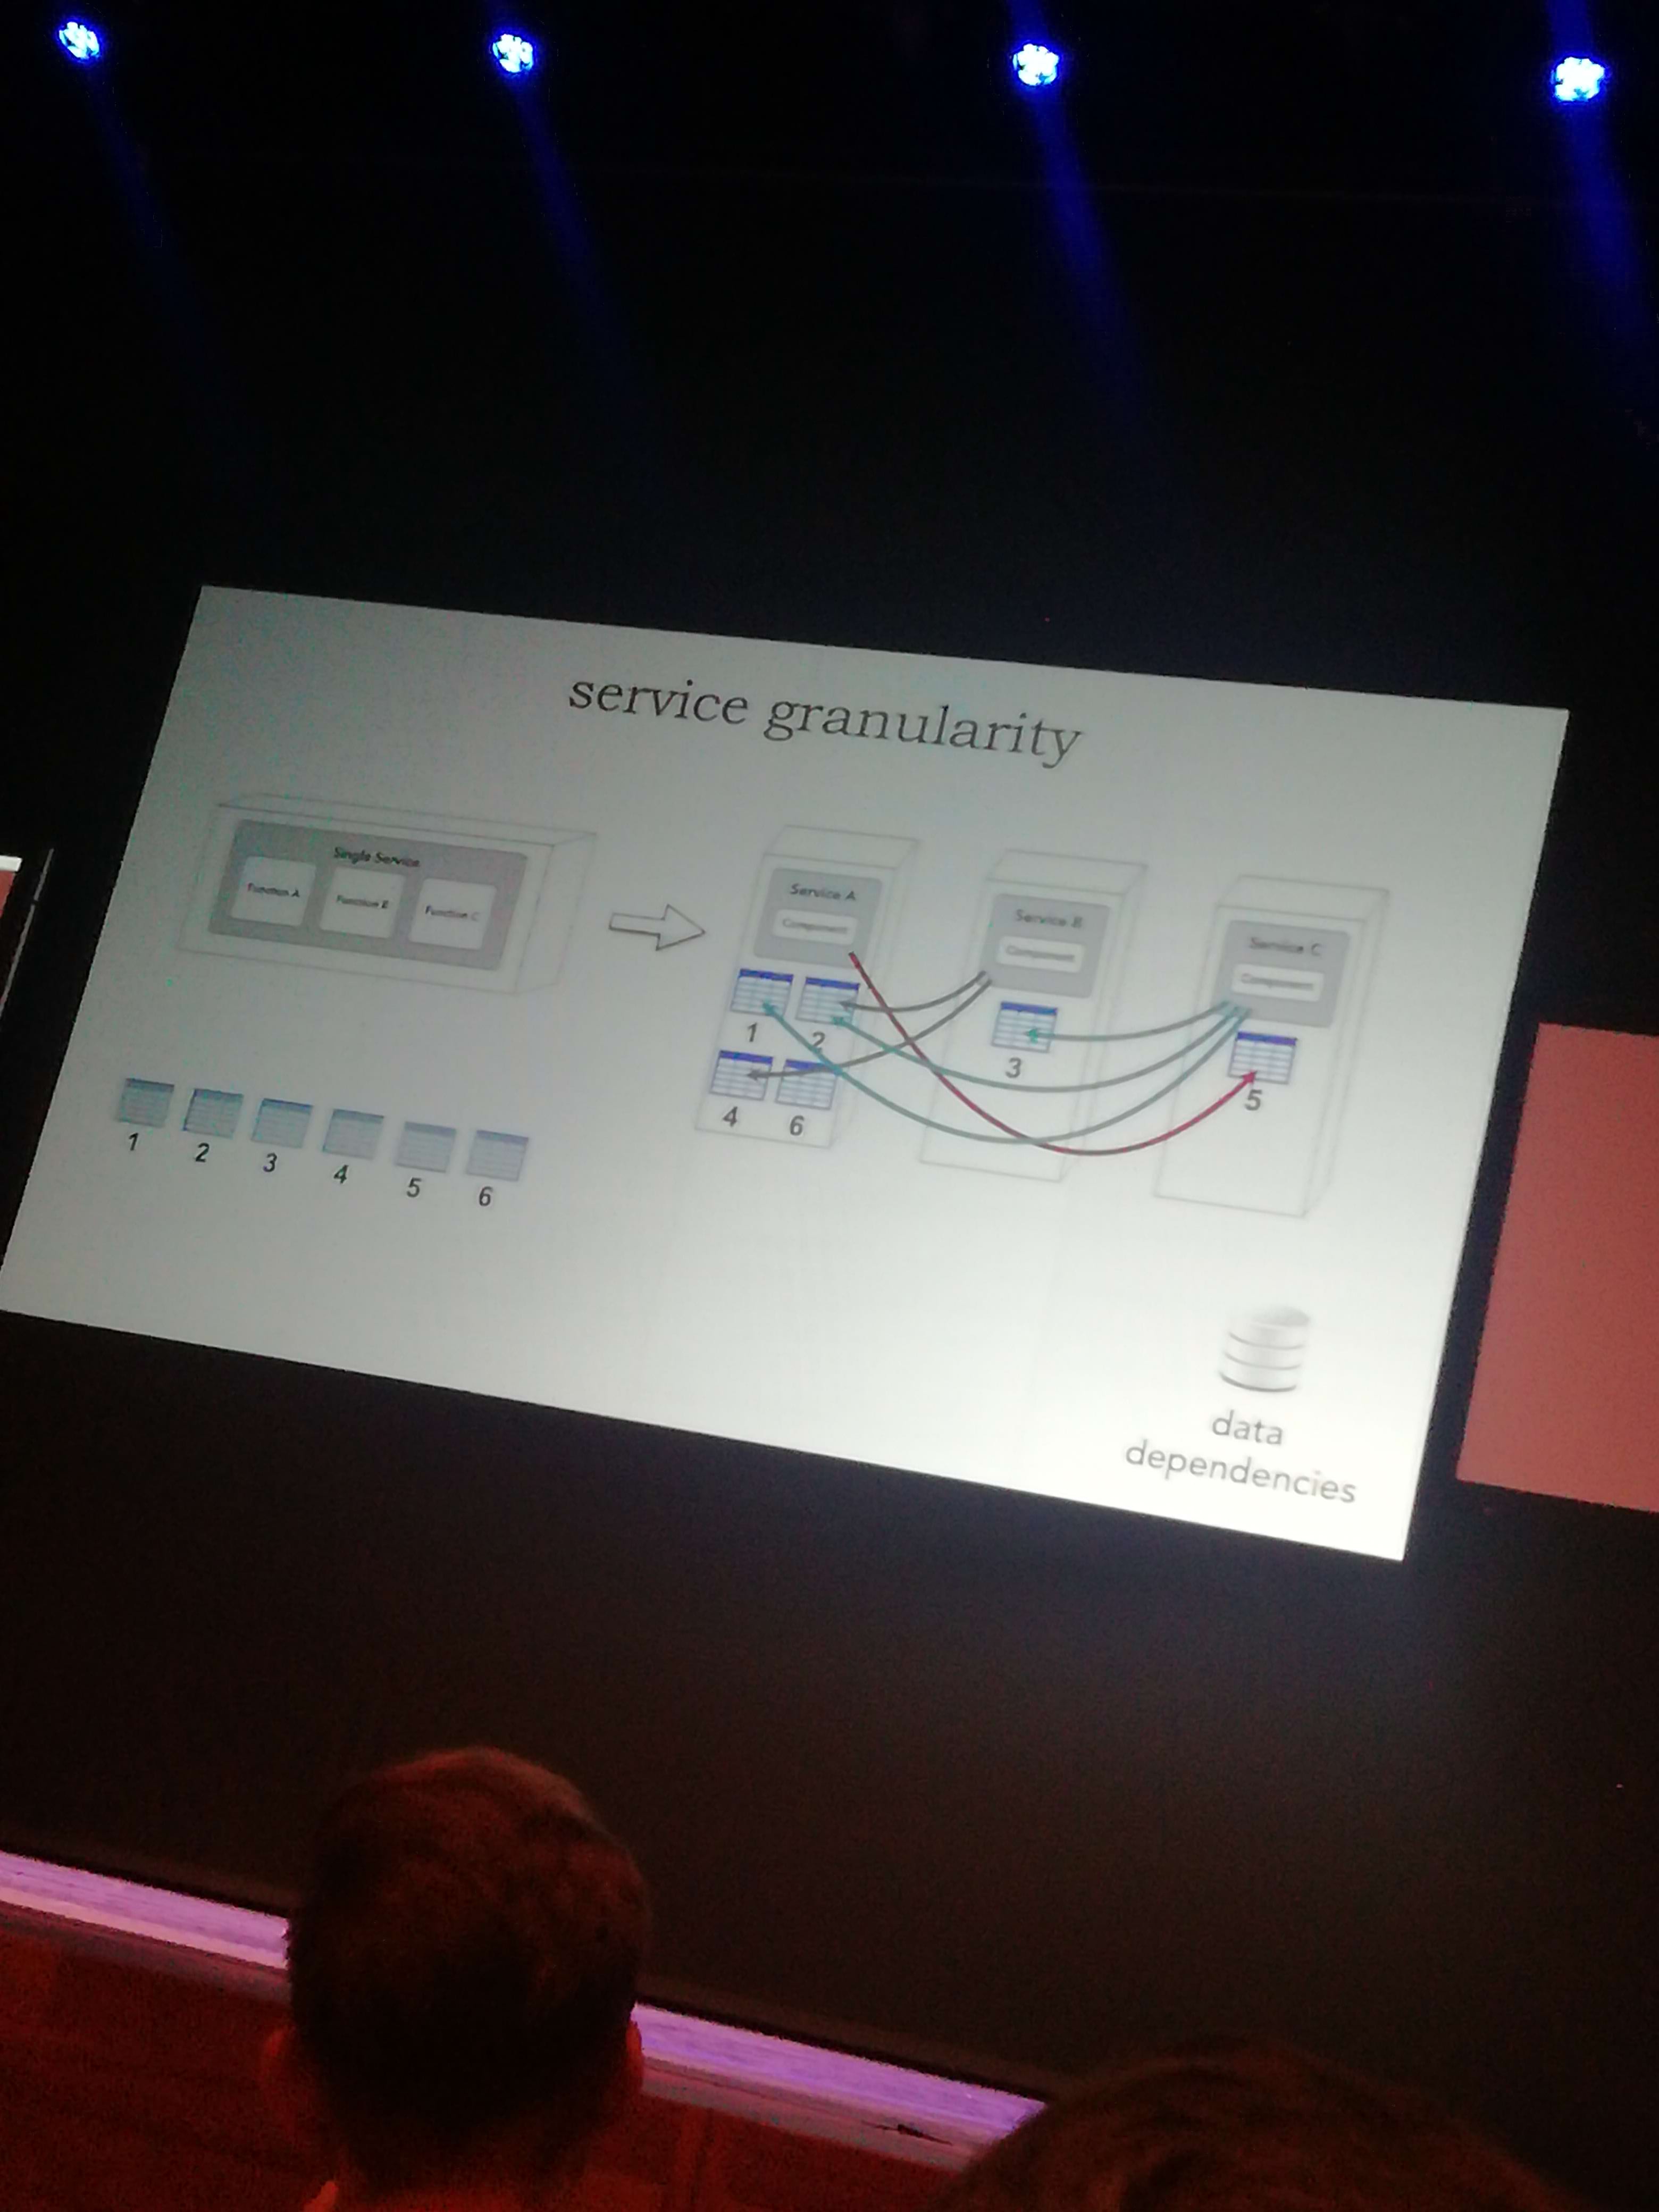 service granularity
Single Service
Function A
Function B
Function C
Service A
Component
Service B
Component
Service C
Component
1
2
3
4
5
6
1
2
4
6
3
5
data
dependencies